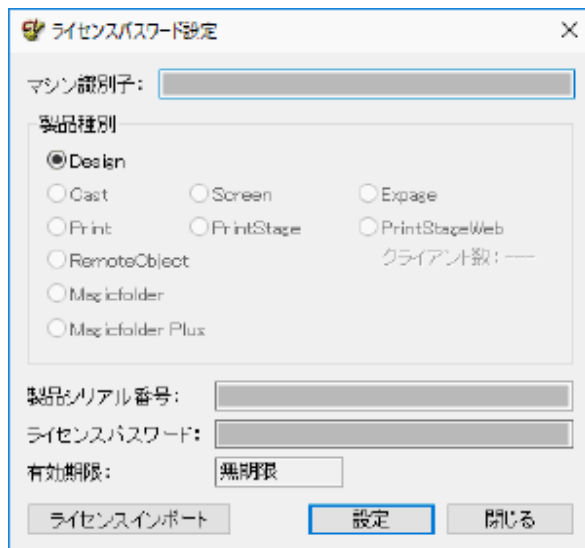 ライセンスパスワード設定
マシン識別子：
製品種別
Design
Cast Screen Expage
Print PrintStage PrintStageWeb
RemoteObject クライアント数：---
Magicfolder
Magicfolder Plus
製品シリアル番号：
ライセンスパスワード：
有効期限： 無期限
ライセンスインポート 設定 閉じる